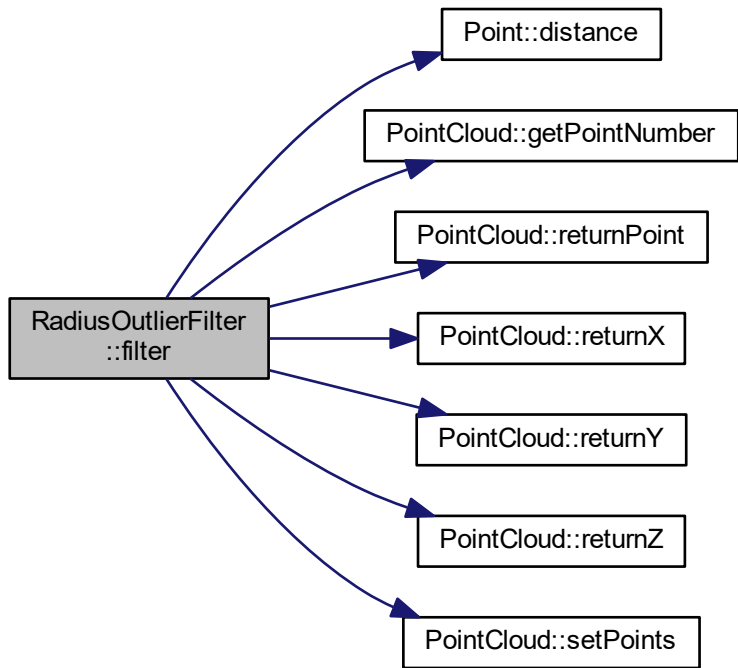 Point::distance
PointCloud::getPointNumber
PointCloud::returnPoint
RadiusOutlierFilter
::filter
PointCloud::returnX
PointCloud::returnY
PointCloud::returnZ
PointCloud::setPoints